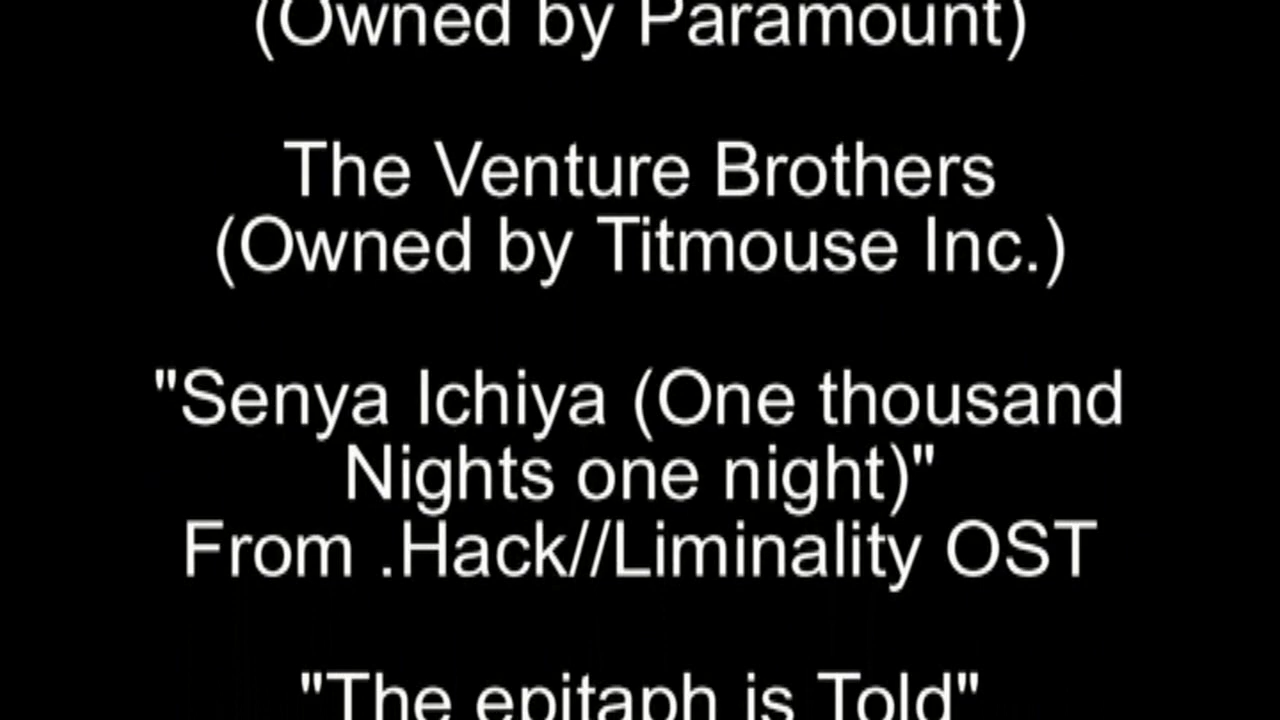 (Owned by Paramount)
The Venture Brothers
(Owned by Titmouse Inc.)
"Senya Ichiya (One thousand
Nights one night)"
From .Hack//Liminality OST
"The epitaph is Told"